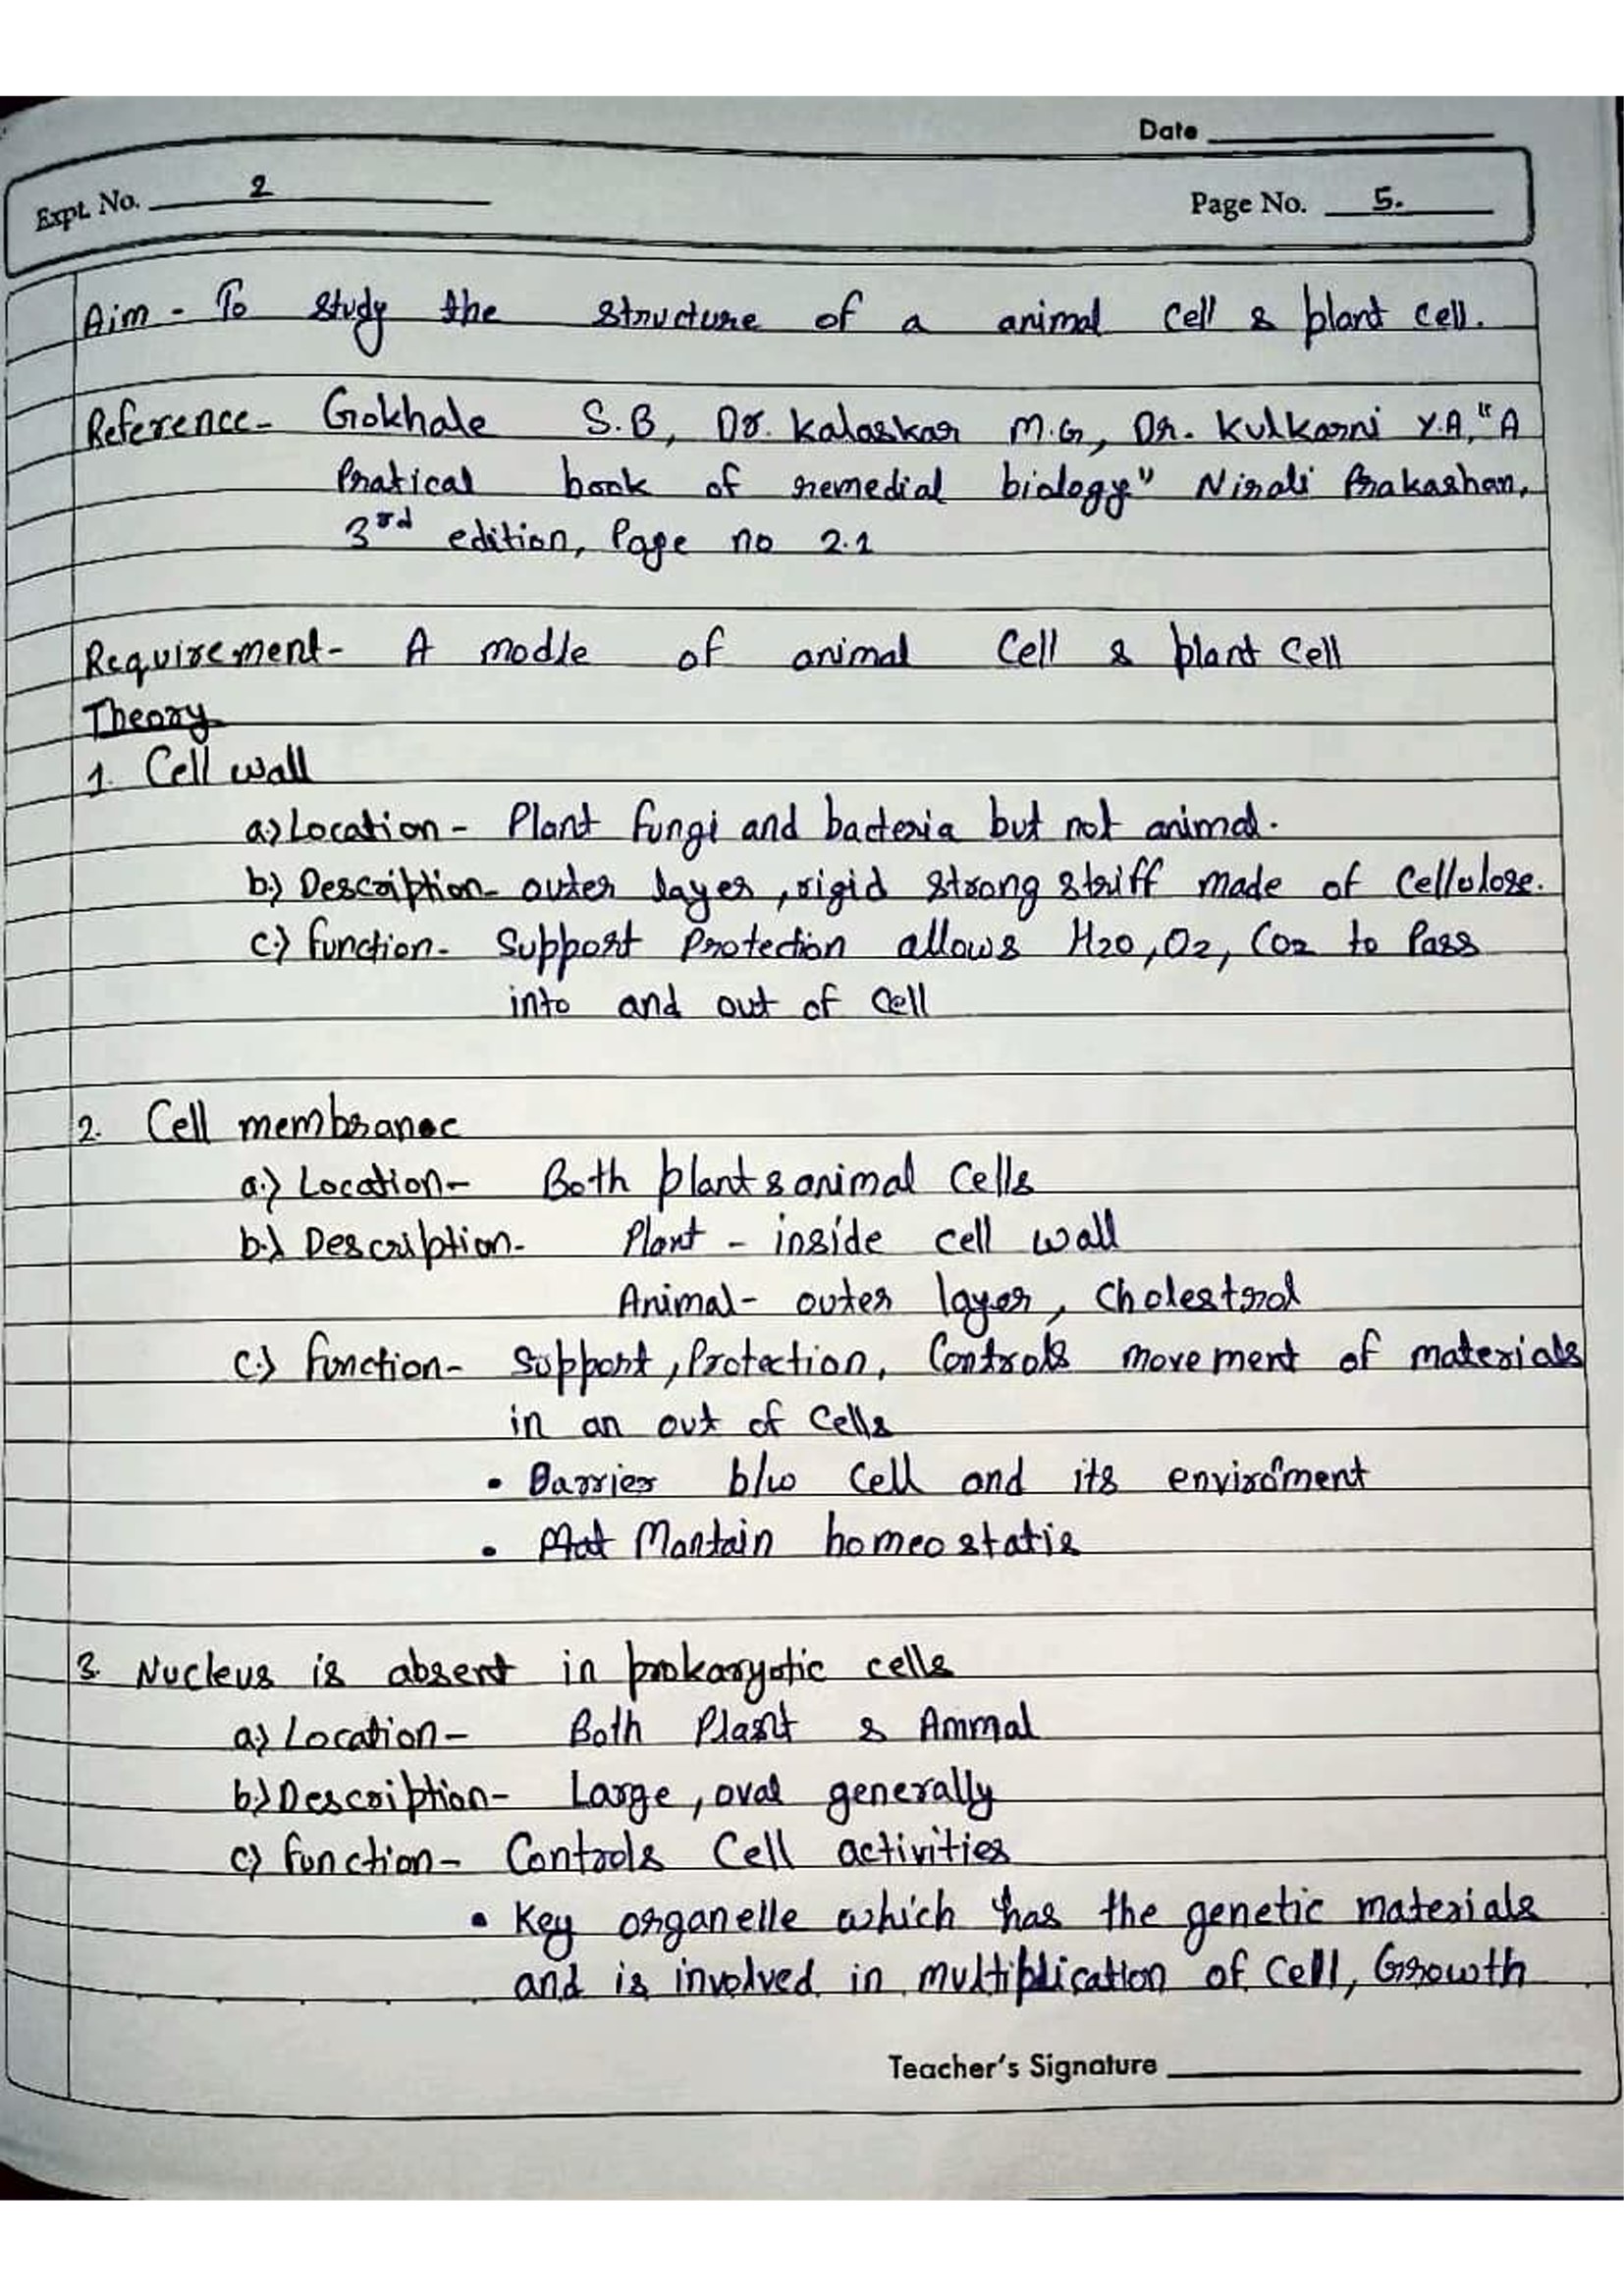 Date
Expt. No. 2
Page No. 5.
Aim - To study the structure of a animal cell & plant cell.
Reference- Gokhale S.B, Dr. Kalaskar M.G, Dr. Kulkarni Y.A, "A
Pratical book of remedial biology" Nirali Prakashan,
3rd edition, Page no 2.1
Requirement- A modle of animal Cell & plant Cell
Theory
1. Cell wall
a.) Location - Plant fungi and bacteria but not animal.
b.) Description- outer layer, rigid strong striff made of Cellulose.
c.) function- Support Protection allows H2O, O2, CO2 to Pass
into and out of Cell
2. Cell membrane
a.) Location- Both plant & animal Cells
b.) Description- Plant - inside cell wall
Animal- outer layer, Cholestrol
c.) function- Support, Protection, Controls movement of materials
in an out of Cells
• Barrier b/w Cell and its enviroment
• Mantain homeostatis
3. Nucleus is absent in prokaryotic cells
a.) Location- Both Plant & Animal
b.) Description- Large, oval generally
c) function- Controls Cell activities
• Key organelle which has the genetic materials
and is involved in multiplication of Cell, Growth
Teacher's Signature